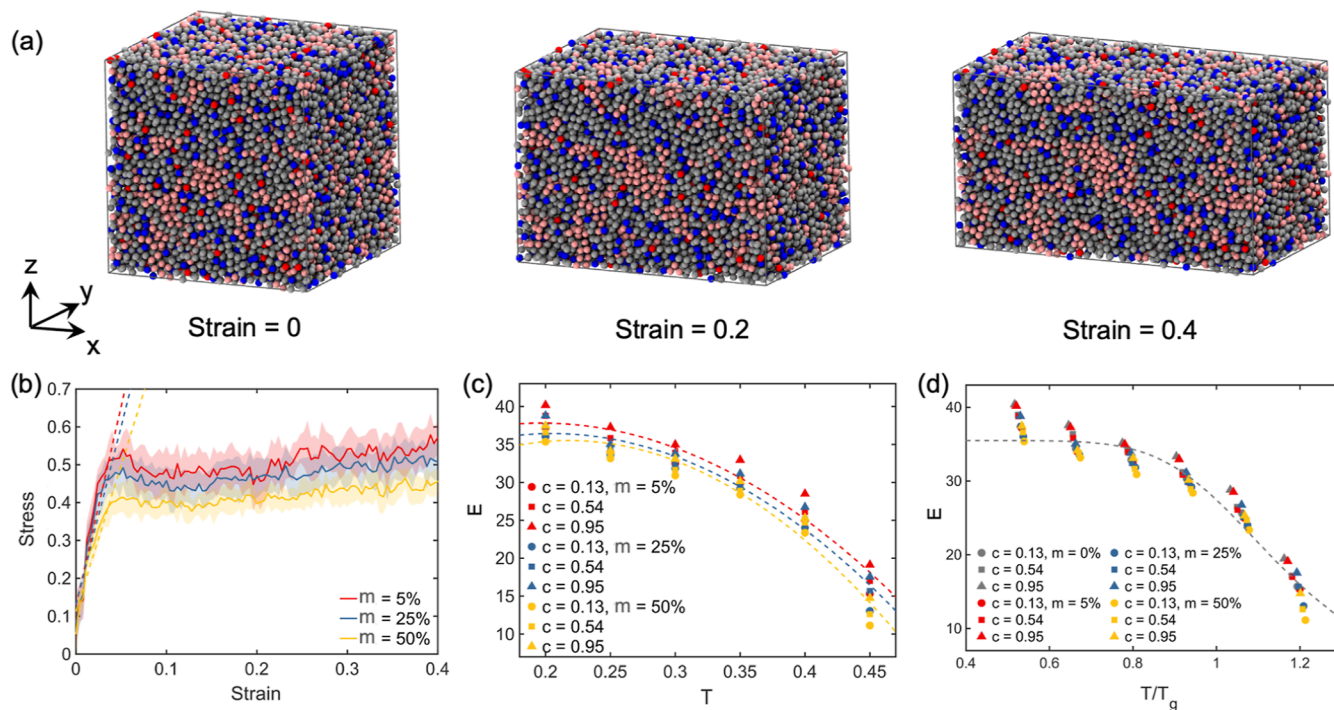 (a)
z
y
x
Strain = 0
Strain = 0.2
Strain = 0.4
(b)
0.7
0.6
0.5
0.4
0.3
0.2
0.1
0
Stress
m = 5%
m = 25%
m = 50%
0
0.1
0.2
0.3
0.4
Strain
(c)
40
35
30
25
20
15
10
E
c = 0.13, m = 5%
c = 0.54
c = 0.95
c = 0.13, m = 25%
c = 0.54
c = 0.95
c = 0.13, m = 50%
c = 0.54
c = 0.95
0.2
0.25
0.3
0.35
0.4
0.45
T
(d)
40
30
20
10
E
c = 0.13, m = 0%
c = 0.54
c = 0.95
c = 0.13, m = 5%
c = 0.54
c = 0.95
c = 0.13, m = 25%
c = 0.54
c = 0.95
c = 0.13, m = 50%
c = 0.54
c = 0.95
0.4
0.6
0.8
1
1.2
T/Tg